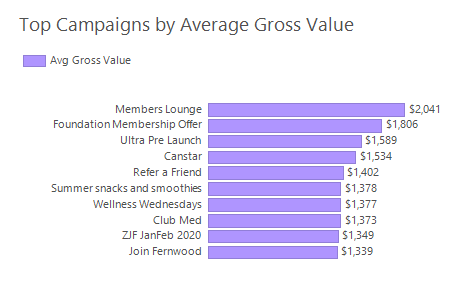 Top Campaigns by Average Gross Value
Avg Gross Value
Members Lounge $2,041
Foundation Membership Offer $1,806
Ultra Pre Launch $1,589
Canstar $1,534
Refer a Friend $1,402
Summer snacks and smoothies $1,378
Wellness Wednesdays $1,377
Club Med $1,373
ZJF JanFeb 2020 $1,349
Join Fernwood $1,339